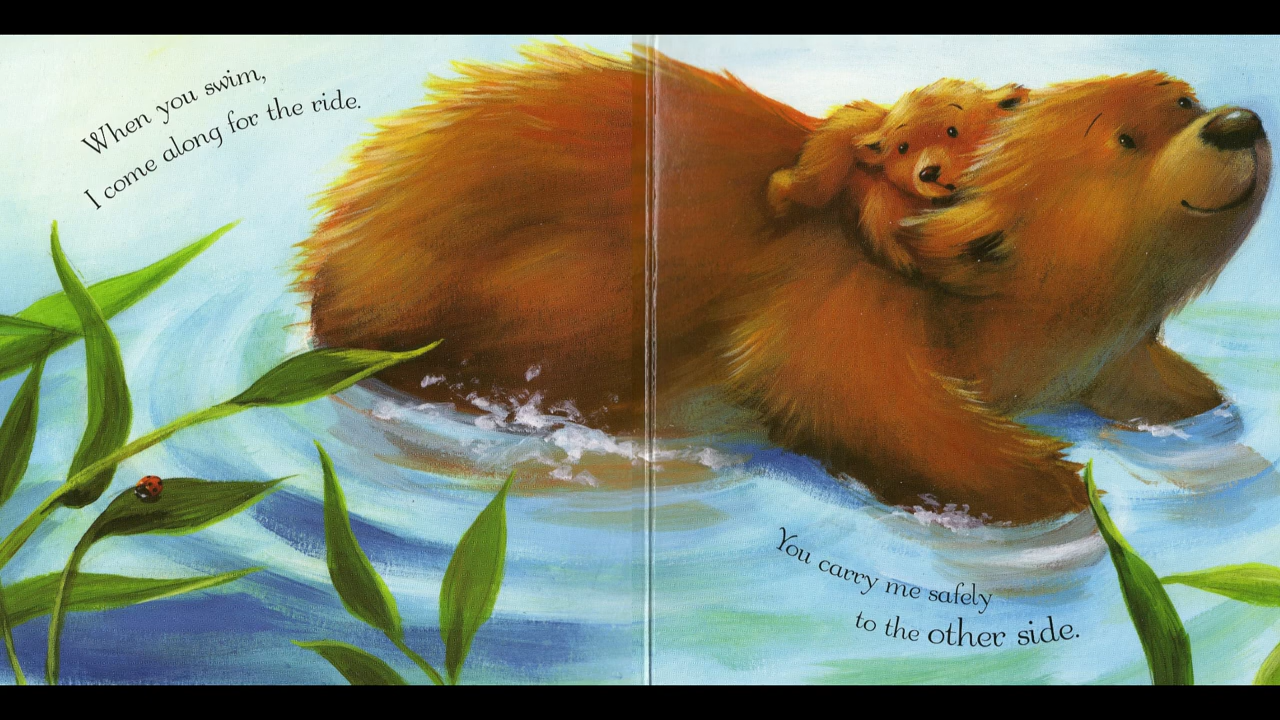 When you swim,
I come along for the ride.
You carry me safely
to the other side.